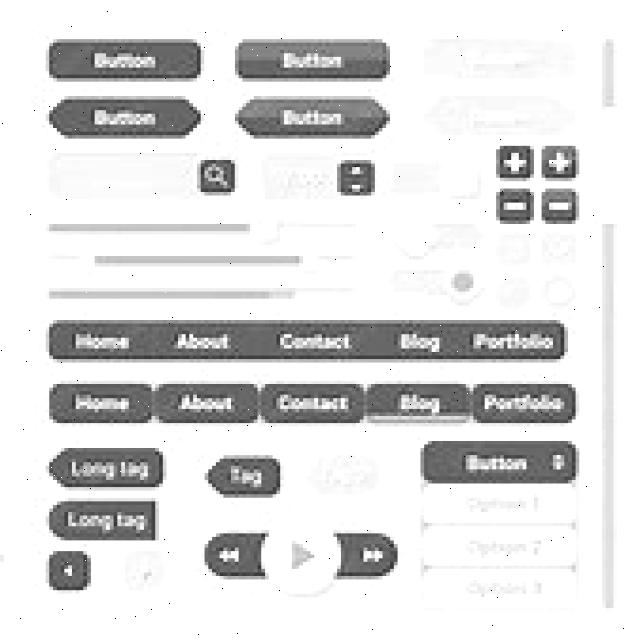 Button Button
Button Button
Home About Contact Blog Portfolio
Home About Contact Blog Portfolio
Long tag Tag Button
Long tag
Option 1
Option 2
Option 3